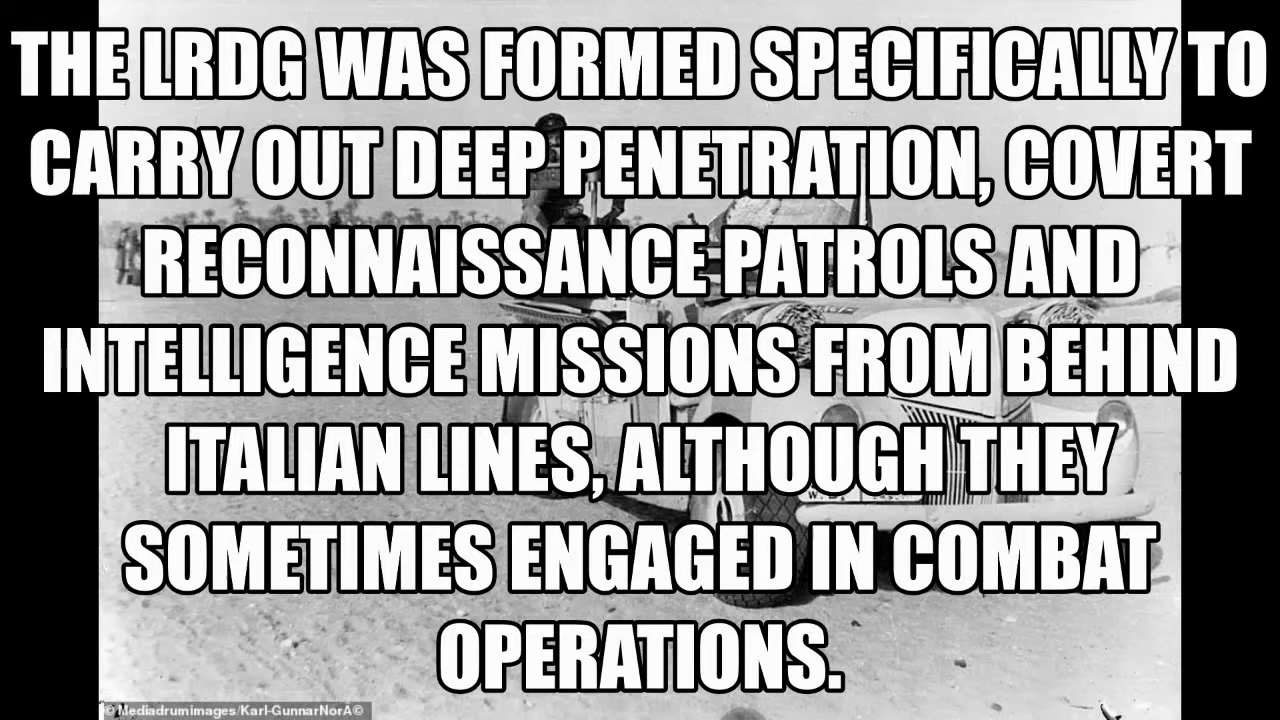 THE LRDG WAS FORMED SPECIFICALLY TO
CARRY OUT DEEP PENETRATION, COVERT
RECONNAISSANCE PATROLS AND
INTELLIGENCE MISSIONS FROM BEHIND
ITALIAN LINES, ALTHOUGH THEY
SOMETIMES ENGAGED IN COMBAT
OPERATIONS.
© Mediadrumimages/Karl-GunnarNorÅ©